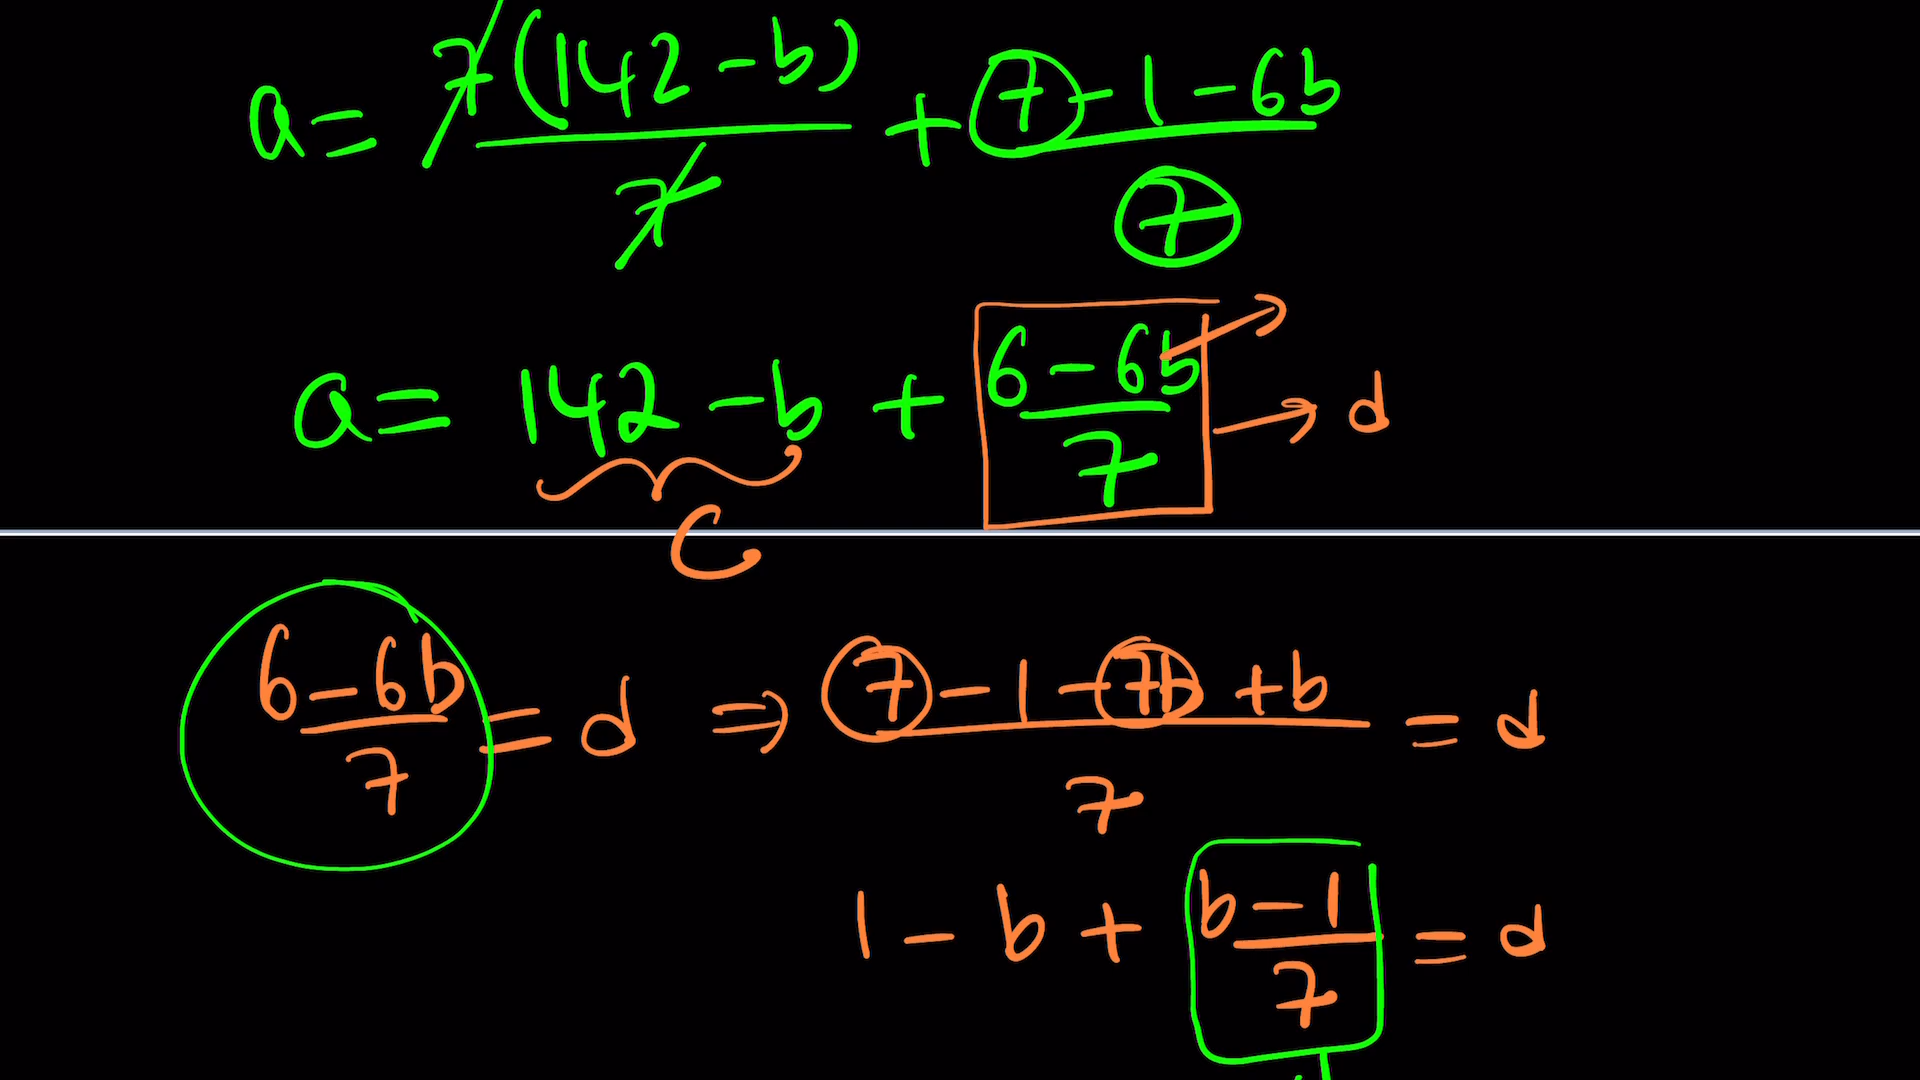 a = 7(142 - b)/7 + 7 - 1 - 6b/7
a = 142 - b + 6 - 6b/7 → d
C
6 - 6b/7 = d ⇒ 7 - 1 - 7b + b/7 = d
1 - b + b - 1/7 = d